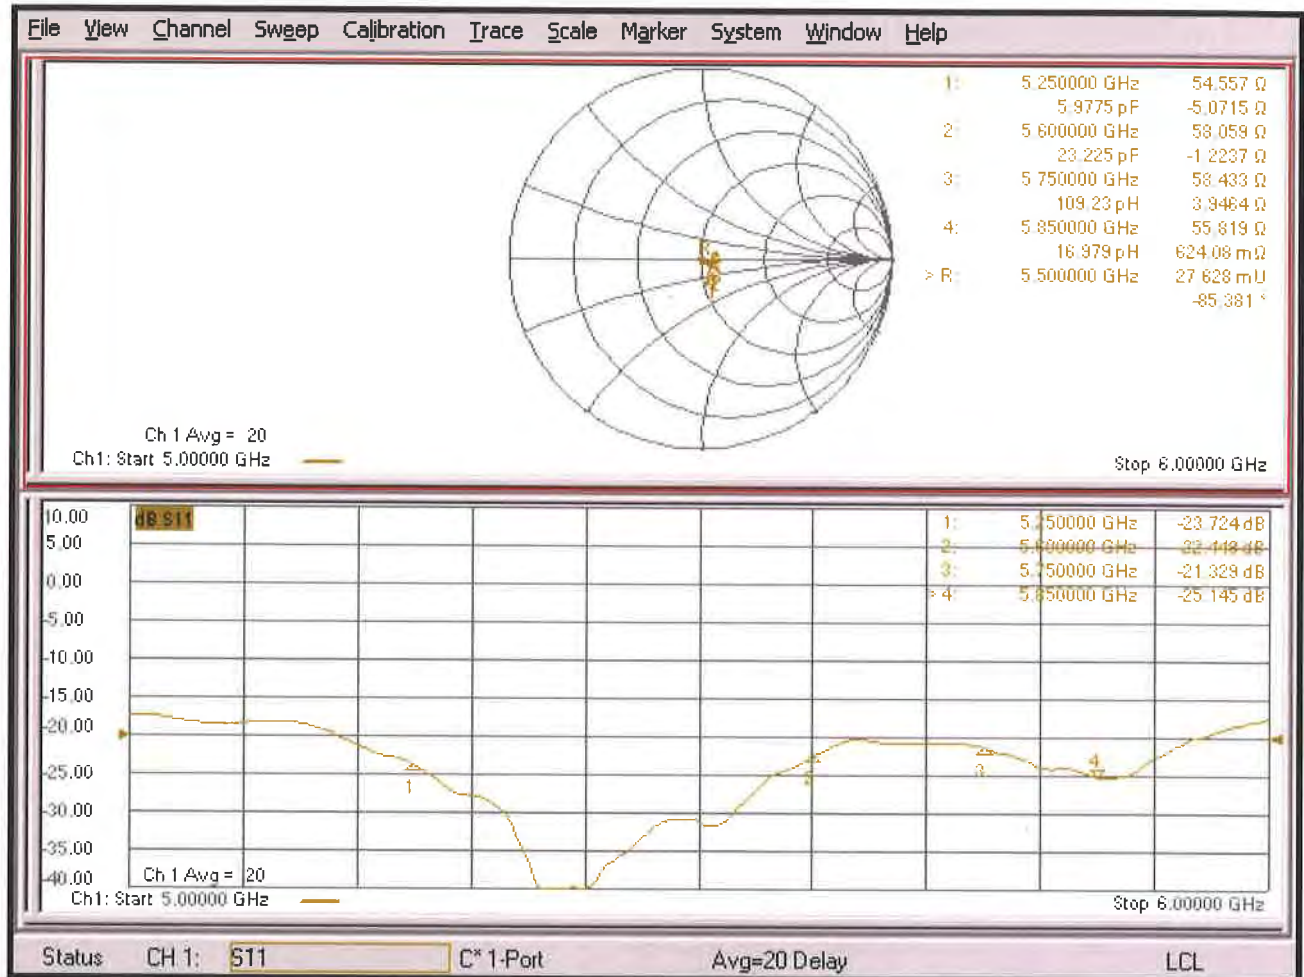 File View Channel Sweep Calibration Trace Scale Marker System Window Help
1: 5.250000 GHz 54.557 Ω
5.9775 pF -5.0715 Ω
2: 5.600000 GHz 58.059 Ω
23.225 pF -1.2237 Ω
3: 5.750000 GHz 58.433 Ω
109.23 pH 3.9464 Ω
4: 5.850000 GHz 55.819 Ω
16.979 pH 624.08 mΩ
> R: 5.500000 GHz 27.628 mU
-85.381 °
Ch 1 Avg = 20
Ch1: Start 5.00000 GHz
Stop 6.00000 GHz
10.00
dB S11
5.00
0.00
-5.00
-10.00
-15.00
-20.00
-25.00
-30.00
-35.00
-40.00
1: 5.250000 GHz -23.724 dB
2: 5.600000 GHz -22.448 dB
3: 5.750000 GHz -21.329 dB
> 4: 5.850000 GHz -25.145 dB
1
2
3
4
Ch 1 Avg = 20
Ch1: Start 5.00000 GHz
Stop 6.00000 GHz
Status CH 1: S11 C* 1-Port Avg=20 Delay LCL